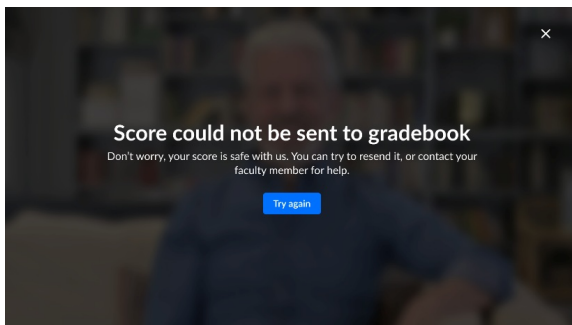 Score could not be sent to gradebook
Don't worry, your score is safe with us. You can try to resend it, or contact your
faculty member for help.
Try again